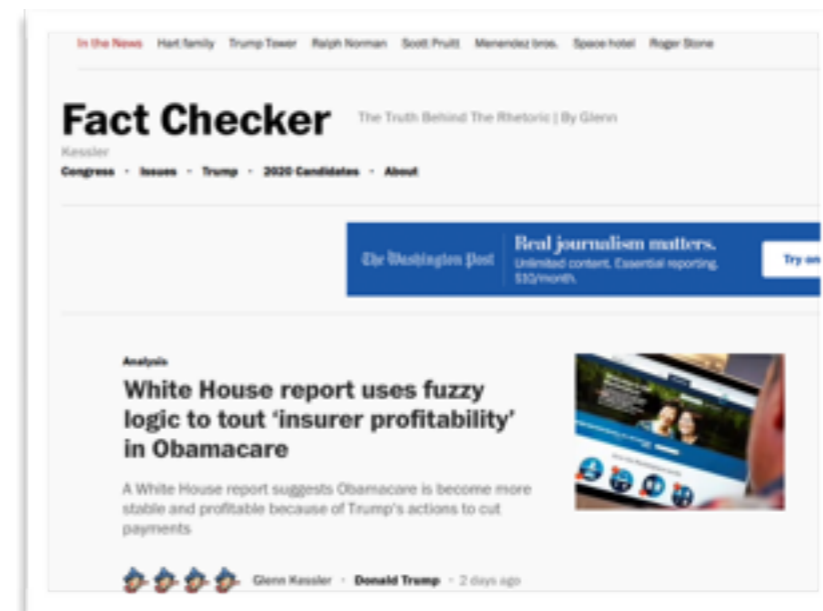 In the News Hart family Trump Tower Ralph Norman Scott Pruitt Menendez bros. Space hotel Roger Stone
Fact Checker The Truth Behind The Rhetoric | By Glenn
Kessler
Congress · Issues · Trump · 2020 Candidates · About
The Washington Post
Real journalism matters.
Unlimited content. Essential reporting.
$10/month.
Try on
Analysis
White House report uses fuzzy
logic to tout ‘insurer profitability’
in Obamacare
A White House report suggests Obamacare is become more
stable and profitable because of Trump's actions to cut
payments
Glenn Kessler · Donald Trump · 2 days ago